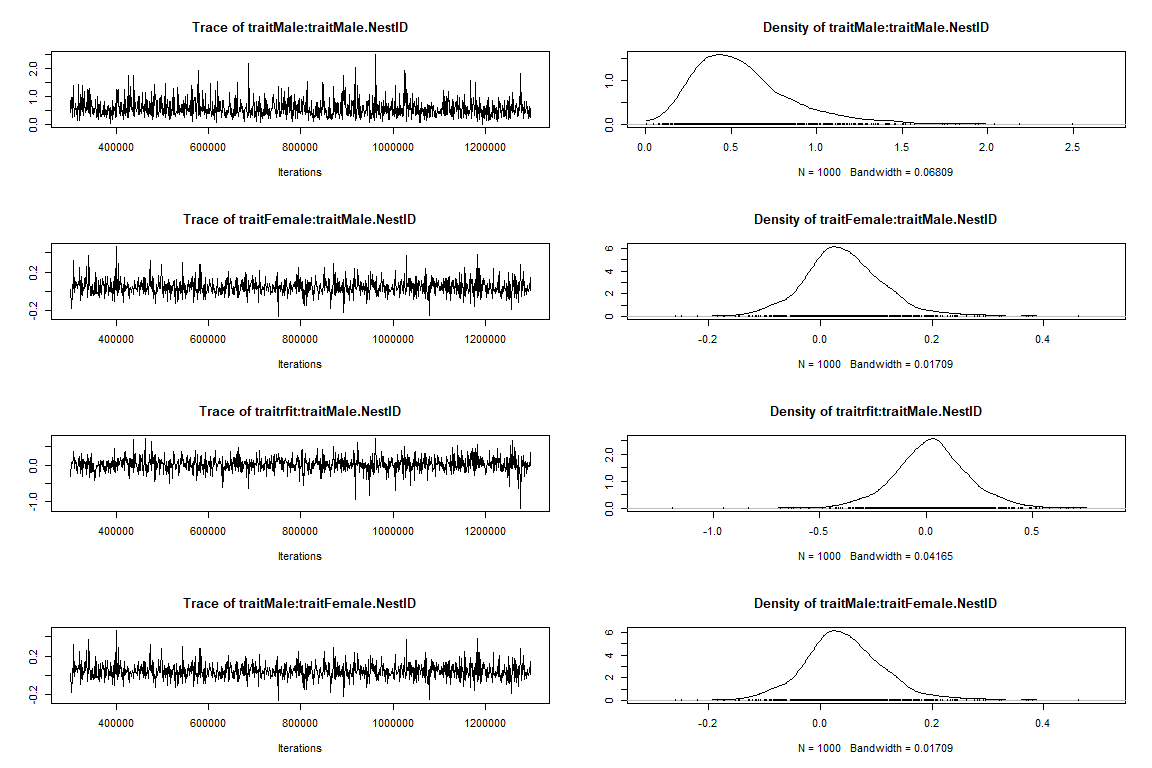 Trace of traitMale:traitMale.NestID
Density of traitMale:traitMale.NestID
0.0 1.0 2.0
400000 600000 800000 1000000 1200000
Iterations
0.0 1.0
0.0 0.5 1.0 1.5 2.0 2.5
N = 1000 Bandwidth = 0.06809
Trace of traitFemale:traitMale.NestID
Density of traitFemale:traitMale.NestID
-0.2 0.2
400000 600000 800000 1000000 1200000
Iterations
0 2 4 6
-0.2 0.0 0.2 0.4
N = 1000 Bandwidth = 0.01709
Trace of traitrfit:traitMale.NestID
Density of traitrfit:traitMale.NestID
-1.0 0.0
400000 600000 800000 1000000 1200000
Iterations
0.0 1.0 2.0
-1.0 -0.5 0.0 0.5
N = 1000 Bandwidth = 0.04165
Trace of traitMale:traitFemale.NestID
Density of traitMale:traitFemale.NestID
-0.2 0.2
400000 600000 800000 1000000 1200000
Iterations
0 2 4 6
-0.2 0.0 0.2 0.4
N = 1000 Bandwidth = 0.01709